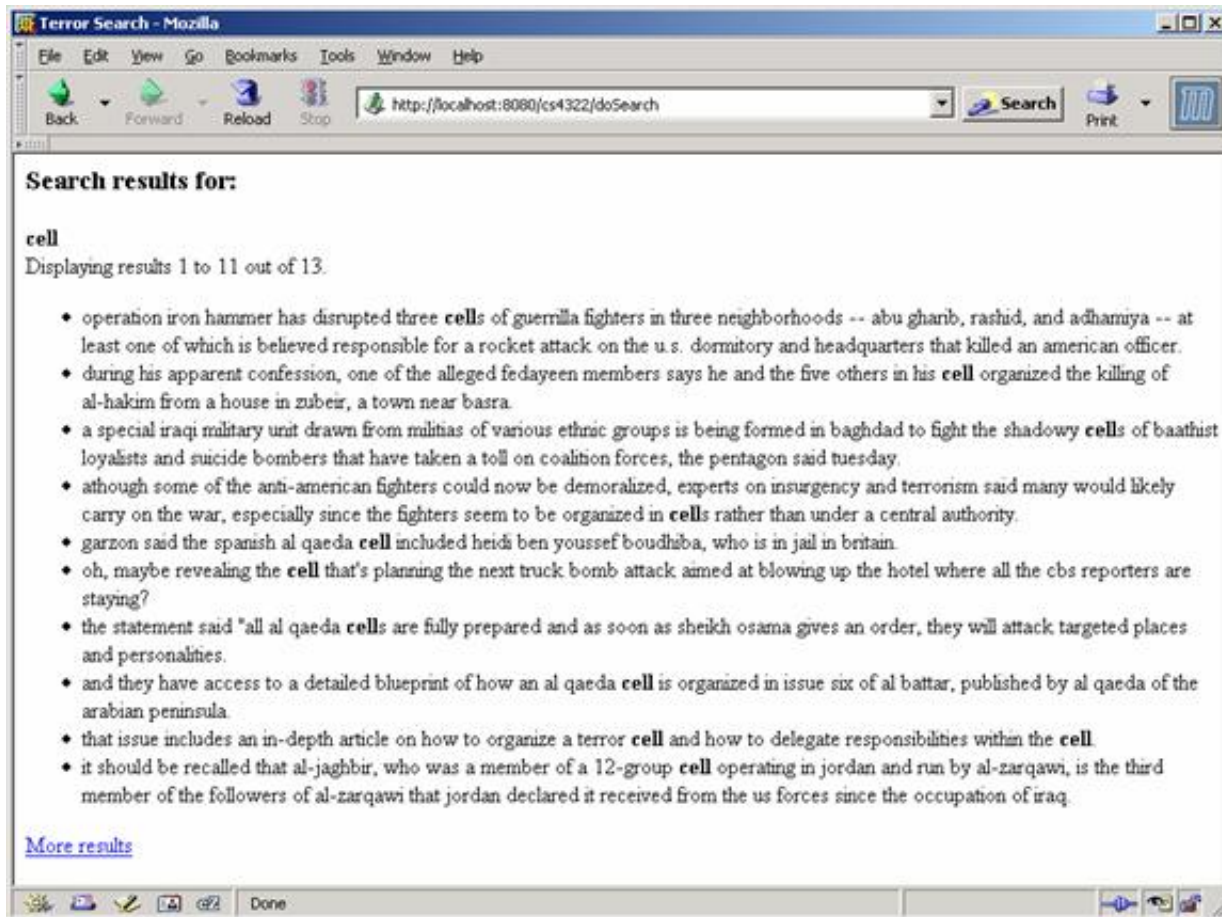 Terror Search - Mozilla
File Edit View Go Bookmarks Tools Window Help
Back Forward Reload Stop http://localhost:8080/cs4322/doSearch Search Print
Search results for:
cell
Displaying results 1 to 11 out of 13.
• operation iron hammer has disrupted three cells of guerrilla fighters in three neighborhoods -- abu gharib, rashid, and adhamiya -- at
least one of which is believed responsible for a rocket attack on the u.s. dormitory and headquarters that killed an american officer.
• during his apparent confession, one of the alleged fedayeen members says he and the five others in his cell organized the killing of
al-hakim from a house in zubeir, a town near basra.
• a special iraqi military unit drawn from militias of various ethnic groups is being formed in baghdad to fight the shadowy cells of baathist
loyalists and suicide bombers that have taken a toll on coalition forces, the pentagon said tuesday.
• athough some of the anti-american fighters could now be demoralized, experts on insurgency and terrorism said many would likely
carry on the war, especially since the fighters seem to be organized in cells rather than under a central authority.
• garzon said the spanish al qaeda cell included heidi ben youssef boudhiba, who is in jail in britain.
• oh, maybe revealing the cell that's planning the next truck bomb attack aimed at blowing up the hotel where all the cbs reporters are
staying?
• the statement said "all al qaeda cells are fully prepared and as soon as sheikh osama gives an order, they will attack targeted places
and personalities.
• and they have access to a detailed blueprint of how an al qaeda cell is organized in issue six of al battar, published by al qaeda of the
arabian peninsula.
• that issue includes an in-depth article on how to organize a terror cell and how to delegate responsibilities within the cell.
• it should be recalled that al-jaghbir, who was a member of a 12-group cell operating in jordan and run by al-zarqawi, is the third
member of the followers of al-zarqawi that jordan declared it received from the us forces since the occupation of iraq.
More results
Done